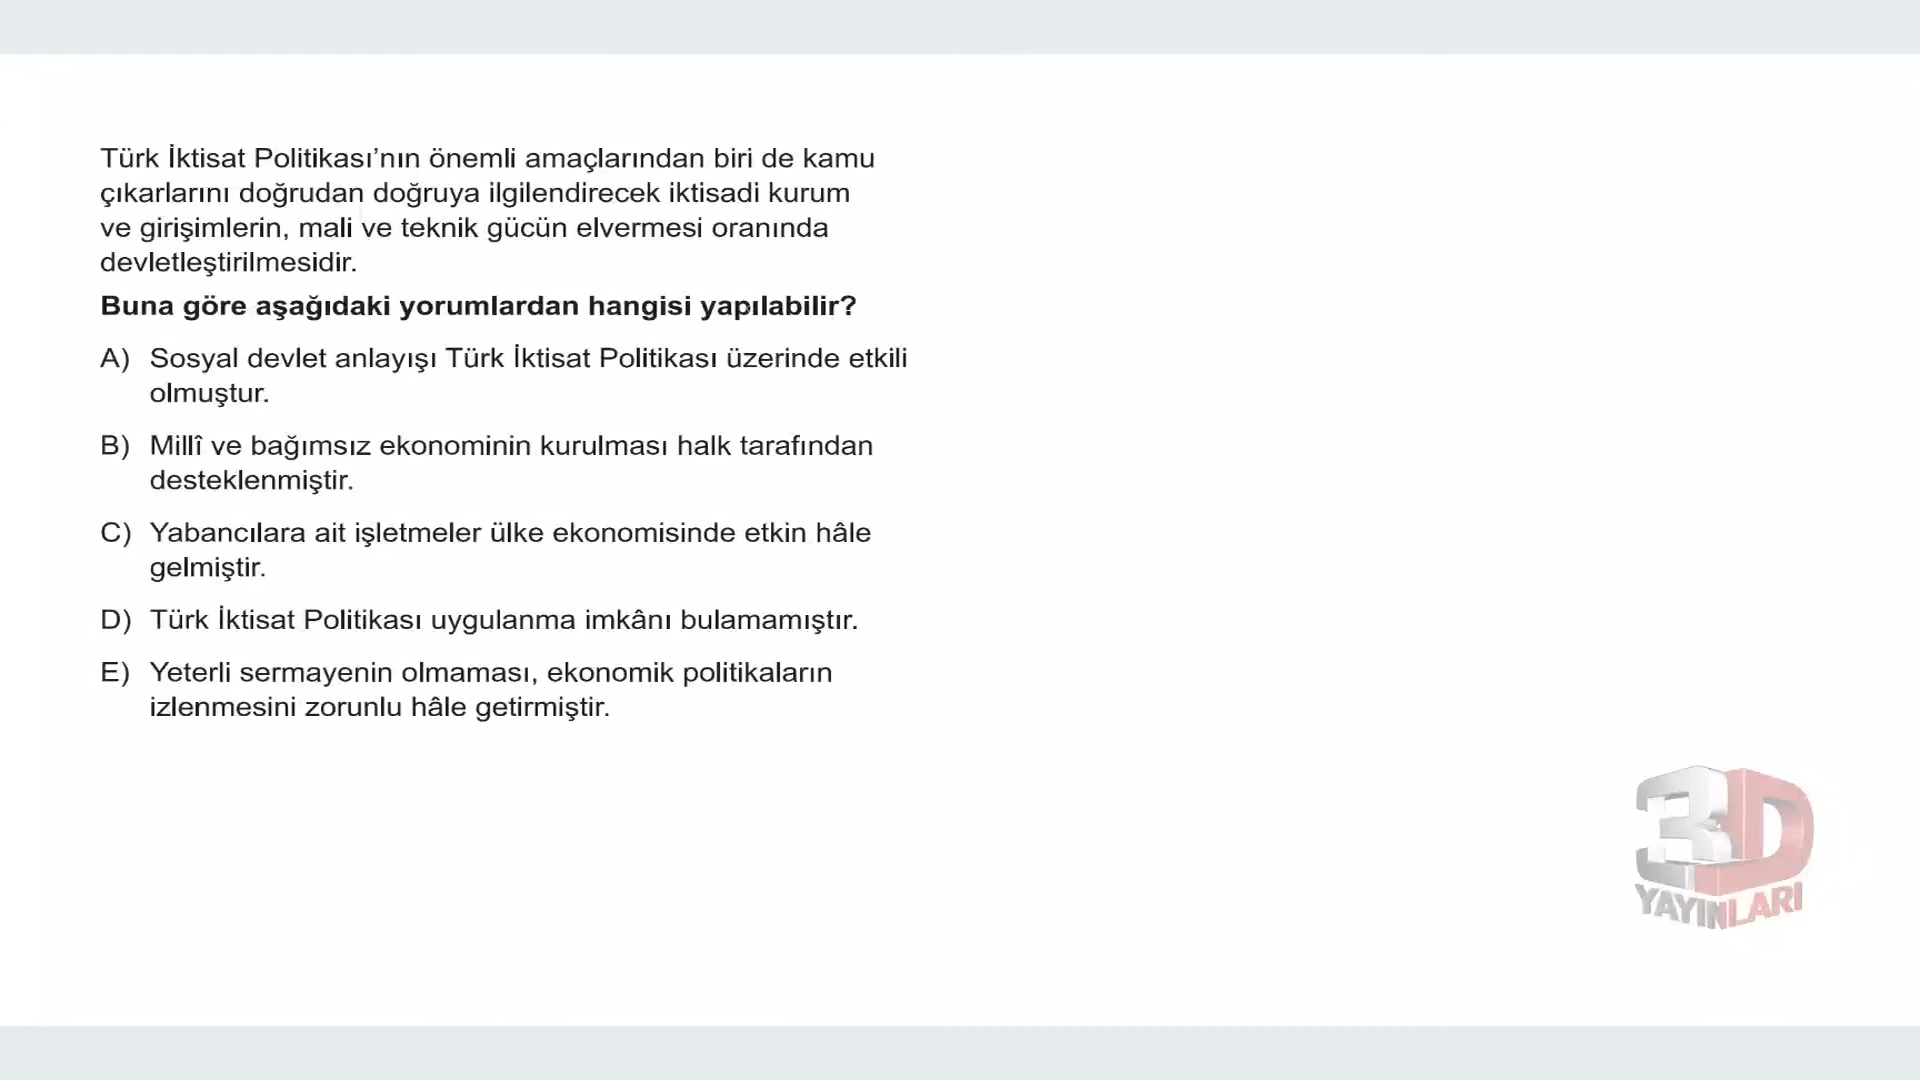 Türk İktisat Politikası’nın önemli amaçlarından biri de kamu
çıkarlarını doğrudan doğruya ilgilendirecek iktisadi kurum
ve girişimlerin, mali ve teknik gücün elvermesi oranında
devletleştirilmesidir.
Buna göre aşağıdaki yorumlardan hangisi yapılabilir?
A) Sosyal devlet anlayışı Türk İktisat Politikası üzerinde etkili
olmuştur.
B) Millî ve bağımsız ekonominin kurulması halk tarafından
desteklenmiştir.
C) Yabancılara ait işletmeler ülke ekonomisinde etkin hâle
gelmiştir.
D) Türk İktisat Politikası uygulanma imkânı bulamamıştır.
E) Yeterli sermayenin olmaması, ekonomik politikaların
izlenmesini zorunlu hâle getirmiştir.
3D
YAYINLARI